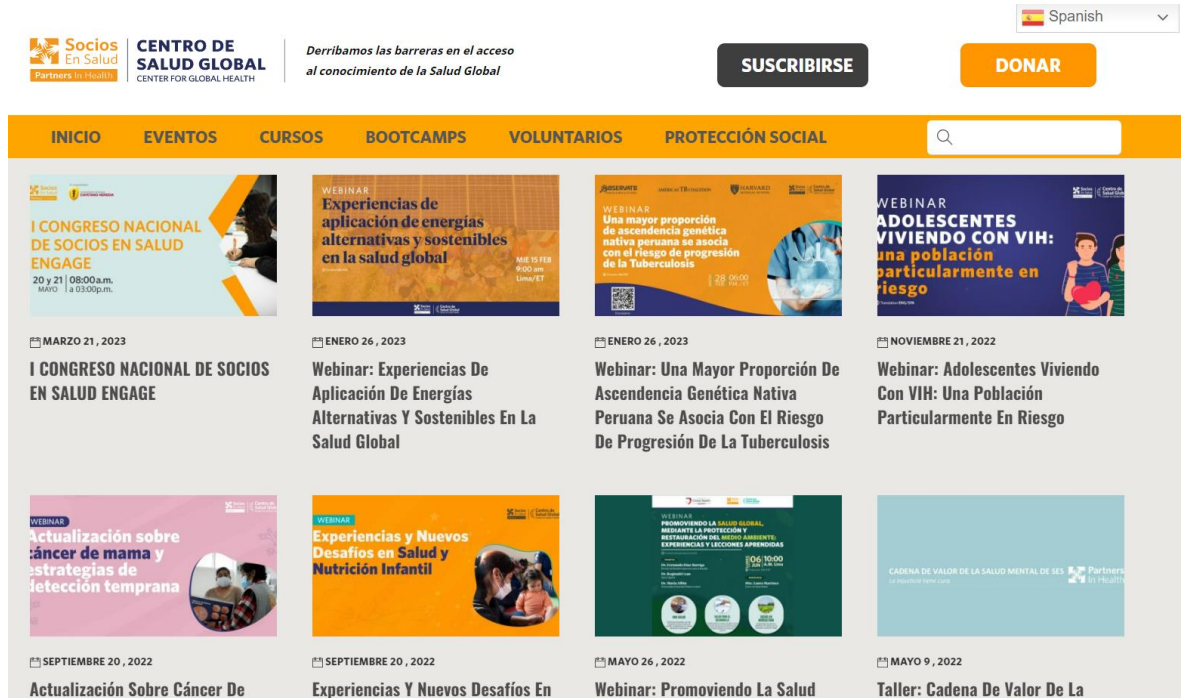 Spanish
Socios
En Salud
Partners In Health
CENTRO DE
SALUD GLOBAL
CENTER FOR GLOBAL HEALTH
Derribamos las barreras en el acceso
al conocimiento de la Salud Global
SUSCRIBIRSE
DONAR
INICIO EVENTOS CURSOS BOOTCAMPS VOLUNTARIOS PROTECCIÓN SOCIAL
I CONGRESO NACIONAL
DE SOCIOS EN SALUD
ENGAGE
20 y 21 08:00a.m.
MAYO a 03:00p.m.
MARZO 21, 2023
I CONGRESO NACIONAL DE SOCIOS
EN SALUD ENGAGE
WEBINAR
Experiencias de
aplicación de energías
alternativas y sostenibles
en la salud global
MIE 15 FEB
9:00 am
Lima/ET
ENERO 26, 2023
Webinar: Experiencias De
Aplicación De Energías
Alternativas Y Sostenibles En La
Salud Global
HARVARD
WEBINAR
Una mayor proporción
de ascendencia genética
nativa peruana se asocia
con el riesgo de progresión
de la Tuberculosis
28 06:00
ENERO 26, 2023
Webinar: Una Mayor Proporción De
Ascendencia Genética Nativa
Peruana Se Asocia Con El Riesgo
De Progresión De La Tuberculosis
WEBINAR
ADOLESCENTES
VIVIENDO CON VIH:
una población
particularmente en
riesgo
NOVIEMBRE 21, 2022
Webinar: Adolescentes Viviendo
Con VIH: Una Población
Particularmente En Riesgo
WEBINAR
Actualización sobre
cáncer de mama y
estrategias de
detección temprana
SEPTIEMBRE 20, 2022
Actualización Sobre Cáncer De
WEBINAR
Experiencias y Nuevos
Desafíos en Salud y
Nutrición Infantil
SEPTIEMBRE 20, 2022
Experiencias Y Nuevos Desafíos En
WEBINAR
PROMOVIENDO LA SALUD GLOBAL,
MEDIANTE LA PROTECCIÓN Y
RESTAURACIÓN DEL MEDIO AMBIENTE:
EXPERIENCIAS Y LECCIONES APRENDIDAS
06 10:00
JUN A.M. Lima
MAYO 26, 2022
Webinar: Promoviendo La Salud
CADENA DE VALOR DE LA SALUD MENTAL DE SES
Partners
In Health
MAYO 9, 2022
Taller: Cadena De Valor De La